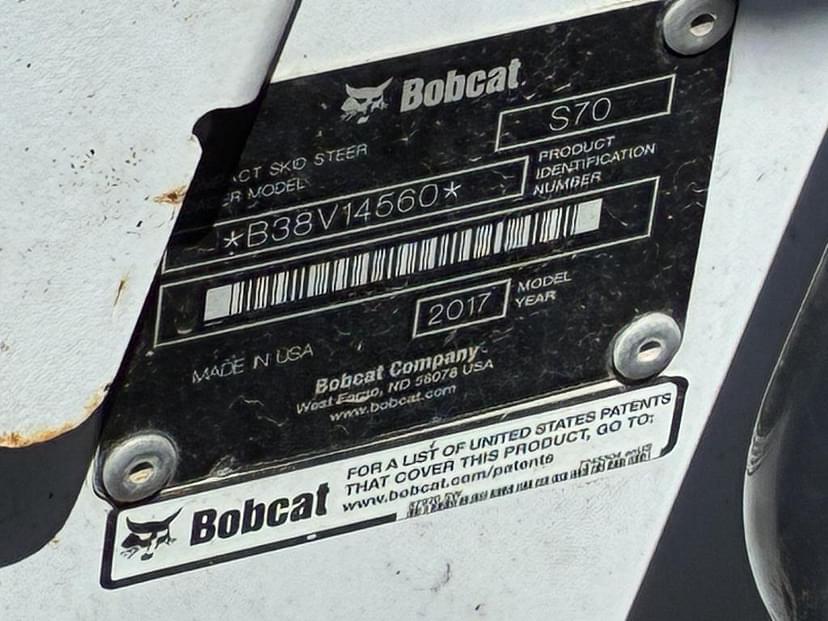 Bobcat
S70
PRODUCT
IDENTIFICATION
NUMBER
SKID STEER
MODEL
*B38V14560*
2017
MODEL
YEAR
MADE IN USA
Bobcat Company
West Fargo, ND 58078 USA
www.bobcat.com
Bobcat
FOR A LIST OF UNITED STATES PATENTS
THAT COVER THIS PRODUCT, GO TO:
www.bobcat.com/patents